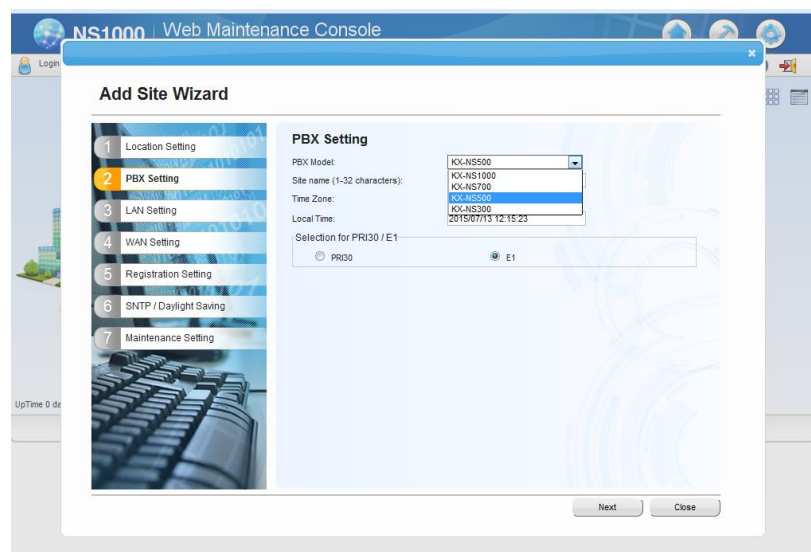 NS1000 Web Maintenance Console
Login
Add Site Wizard
1 Location Setting
2 PBX Setting
3 LAN Setting
4 WAN Setting
5 Registration Setting
6 SNTP / Daylight Saving
7 Maintenance Setting
PBX Setting
PBX Model: KX-NS500
KX-NS1000
KX-NS700
KX-NS500
KX-NS300
Site name (1-32 characters):
Time Zone:
Local Time: 2015/07/13 12:15:23
Selection for PRI30 / E1
PRI30 E1
UpTime 0 da
Next Close